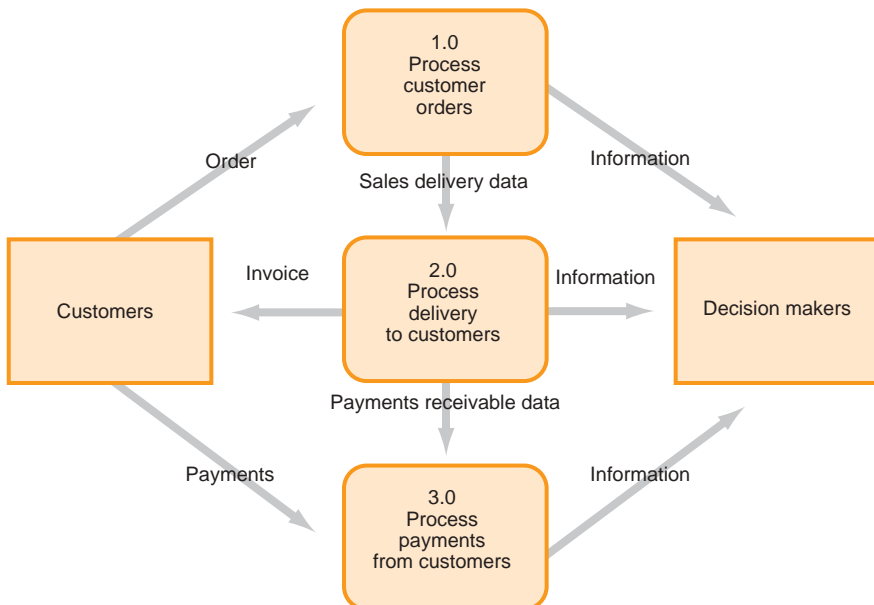 1.0
Process
customer
orders
Order
Information
Sales delivery data
Customers
Invoice
2.0
Process
delivery
to customers
Information
Decision makers
Payments receivable data
Payments
3.0
Process
payments
from customers
Information